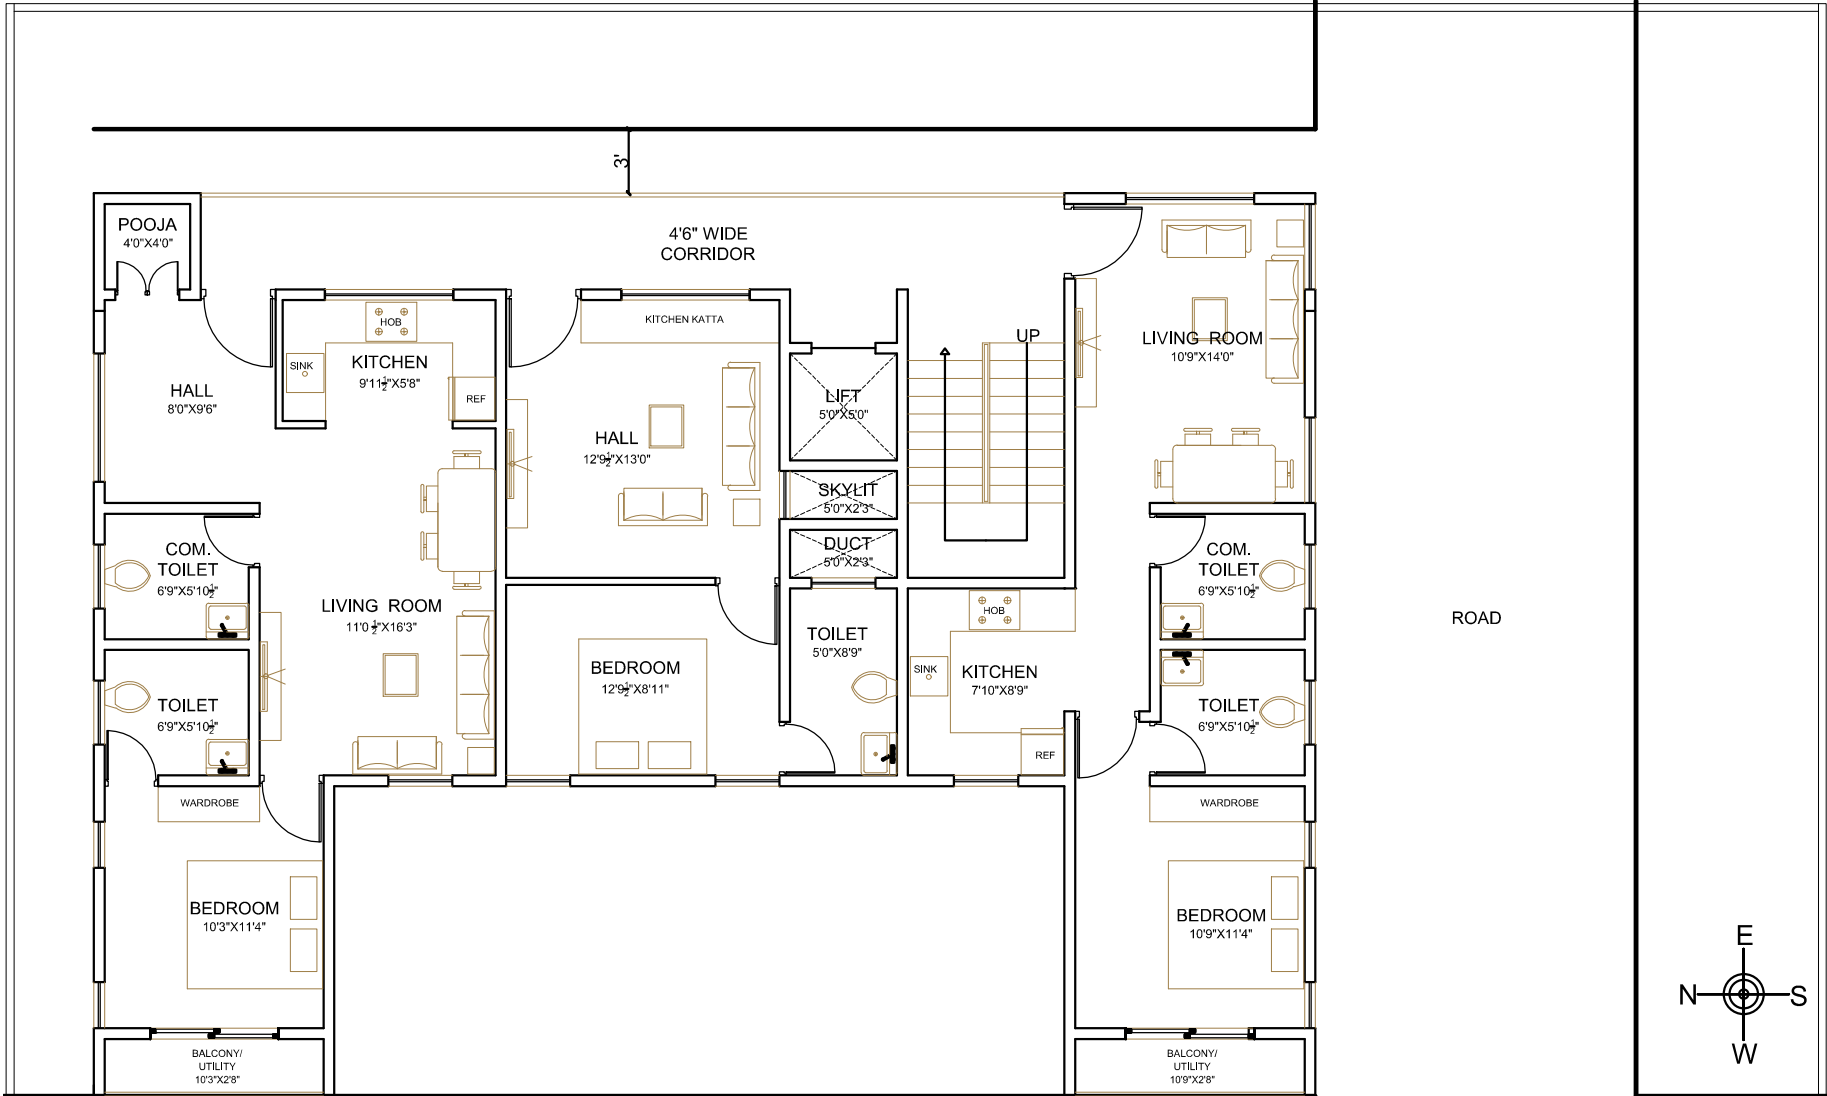 3'
POOJA
4'0"X4'0"
4'6" WIDE
CORRIDOR
HOB
SINK
KITCHEN
9'11½"X5'8"
REF
HALL
8'0"X9'6"
KITCHEN KATTA
HALL
12'9½"X13'0"
LIFT
5'0"X5'0"
SKYLIT
5'0"X2'3"
DUCT
5'0"X2'3"
UP
LIVING ROOM
10'9"X14'0"
COM.
TOILET
6'9"X5'10½"
LIVING ROOM
11'0½"X16'3"
TOILET
6'9"X5'10½"
BEDROOM
12'9½"X8'11"
TOILET
5'0"X8'9"
HOB
SINK
KITCHEN
7'10"X8'9"
REF
COM.
TOILET
6'9"X5'10½"
TOILET
6'9"X5'10½"
ROAD
WARDROBE
BEDROOM
10'3"X11'4"
BALCONY/
UTILITY
10'3"X2'8"
WARDROBE
BEDROOM
10'9"X11'4"
BALCONY/
UTILITY
10'9"X2'8"
E
N
S
W